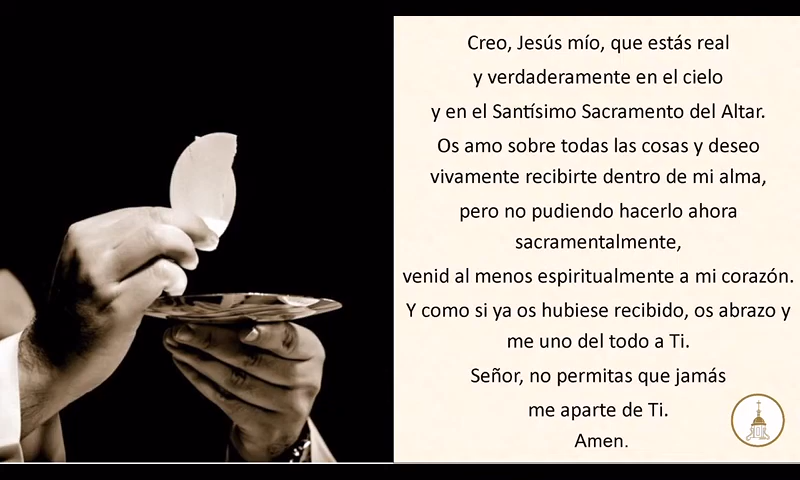 Creo, Jesús mío, que estás real
y verdaderamente en el cielo
y en el Santísimo Sacramento del Altar.
Os amo sobre todas las cosas y deseo
vivamente recibirte dentro de mi alma,
pero no pudiendo hacerlo ahora
sacramentalmente,
venid al menos espiritualmente a mi corazón.
Y como si ya os hubiese recibido, os abrazo y
me uno del todo a Ti.
Señor, no permitas que jamás
me aparte de Ti.
Amen.